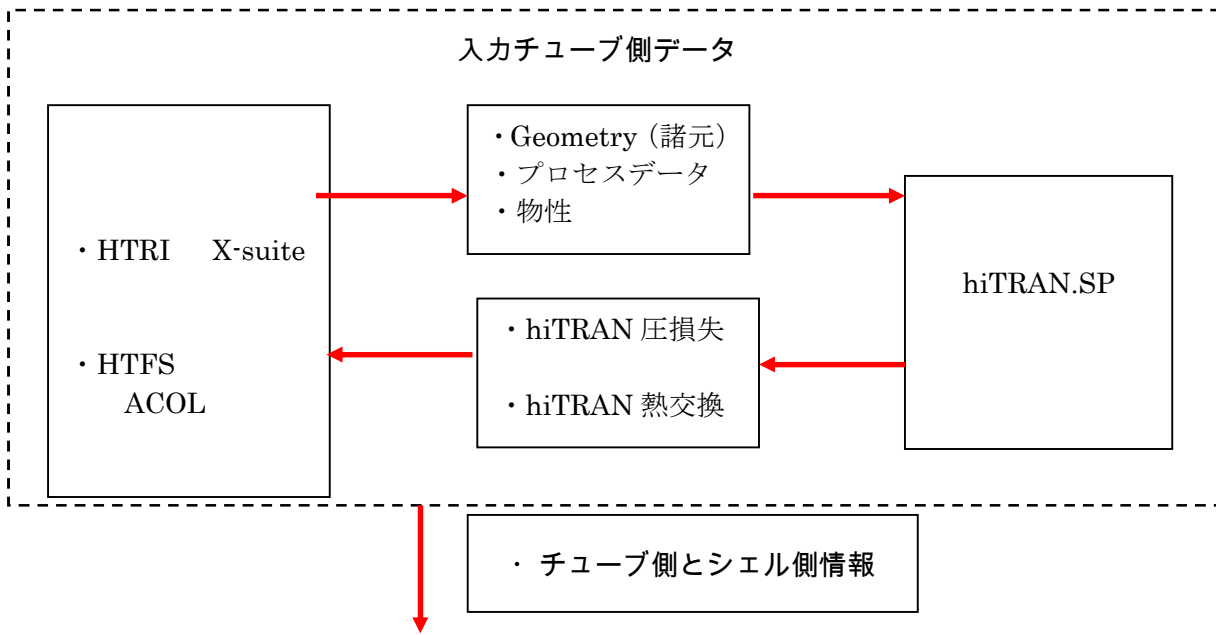 入力チューブ側データ
・HTRI X-suite
・HTFS
ACOL
・Geometry（諸元）
・プロセスデータ
・物性
・hiTRAN 圧損失
・hiTRAN 熱交換
hiTRAN.SP
・ チューブ側とシェル側情報